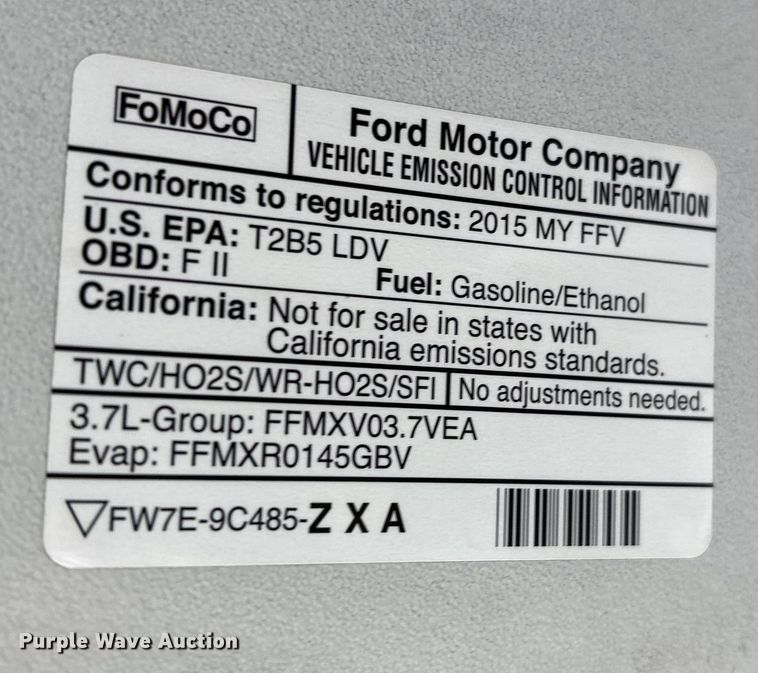 FoMoCo
Ford Motor Company
VEHICLE EMISSION CONTROL INFORMATION
Conforms to regulations: 2015 MY FFV
U.S. EPA: T2B5 LDV
OBD: F II Fuel: Gasoline/Ethanol
California: Not for sale in states with
California emissions standards.
TWC/HO2S/WR-HO2S/SFI No adjustments needed.
3.7L-Group: FFMXV03.7VEA
Evap: FFMXR0145GBV
FW7E-9C485-Z X A
Purple Wave Auction